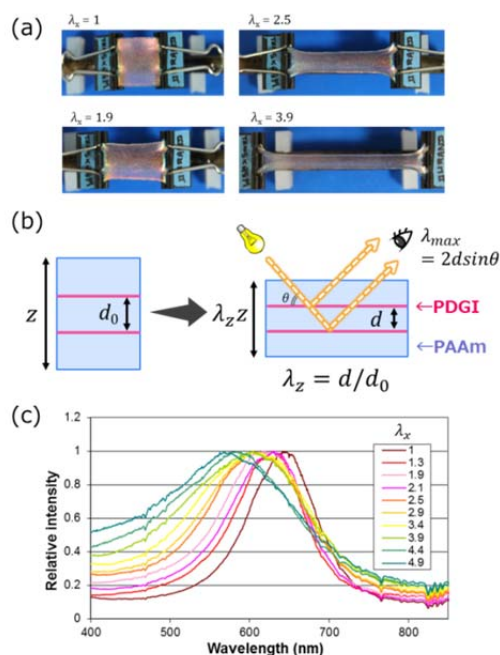 (a)
λₓ = 1
λₓ = 2.5
λₓ = 1.9
λₓ = 3.9
(b)
λ_max = 2dsinθ
z
d₀
λ_z z
θ
d
←PDGI
←PAAm
λ_z = d/d₀
(c)
Relative intensity
1.2
1
0.8
0.6
0.4
0.2
0
400
500
600
700
800
Wavelength (nm)
λₓ
1
1.3
1.9
2.1
2.5
2.9
3.4
3.9
4.4
4.9